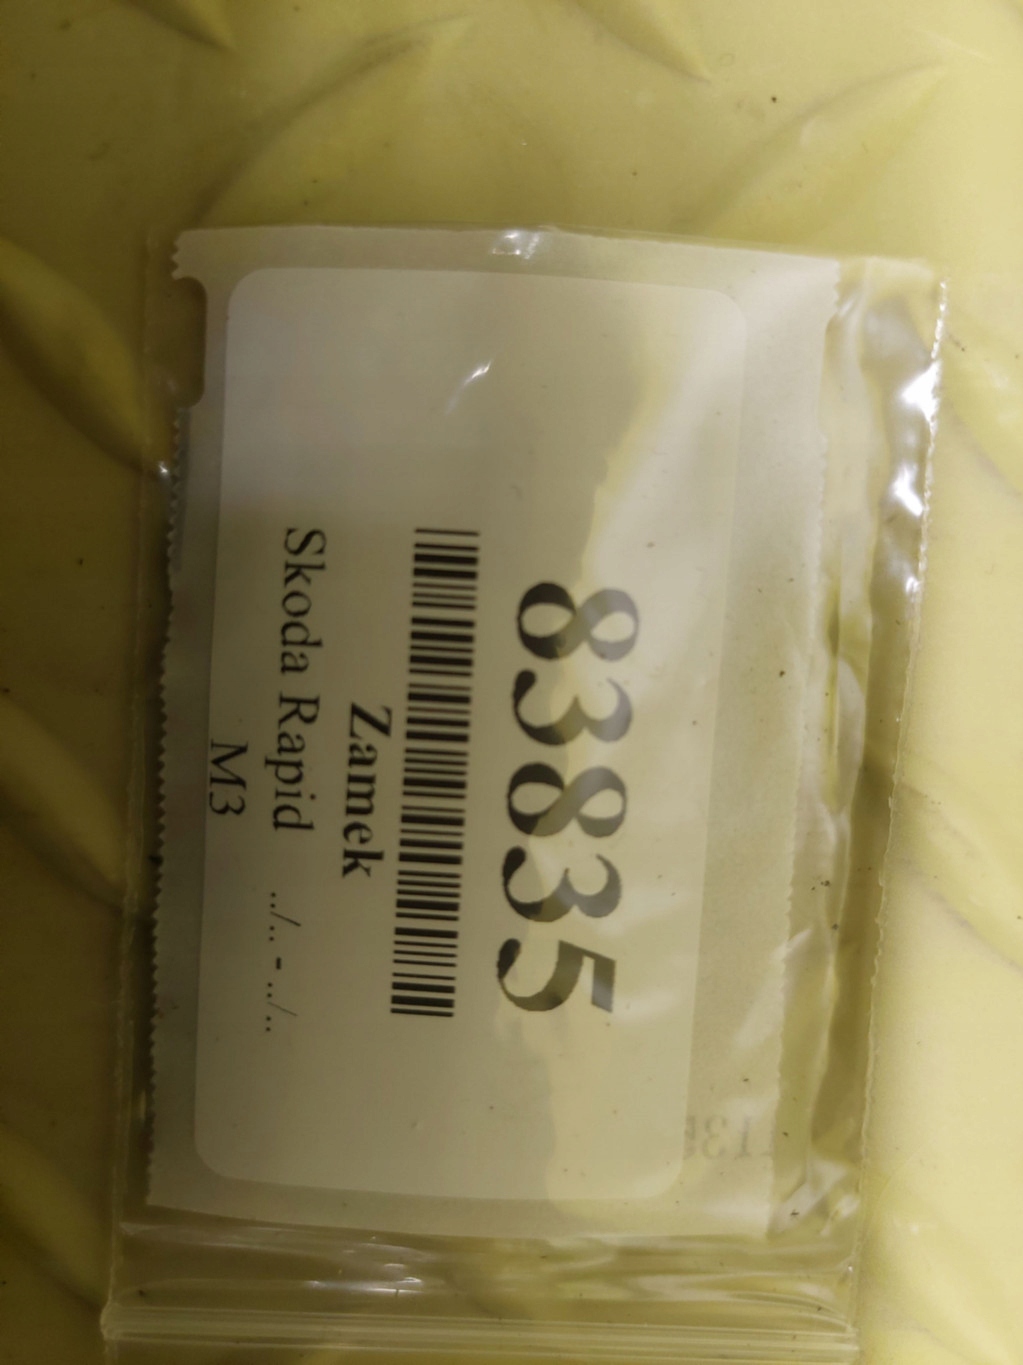 83835
Zamek
Skoda Rapid ../.. - ../..
M3